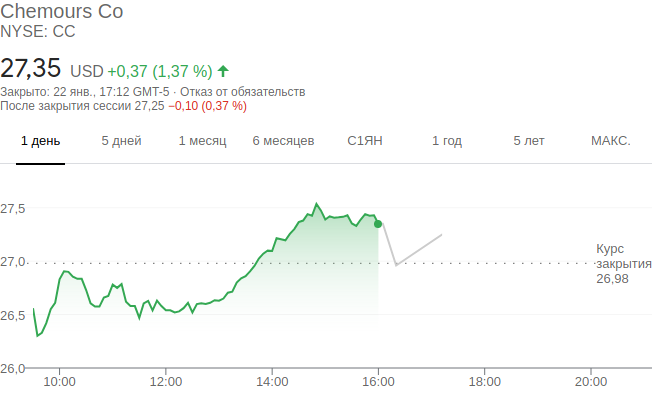 Chemours Co
NYSE: CC
27,35 USD +0,37 (1,37 %)
Закрыто: 22 янв., 17:12 GMT-5 · Отказ от обязательств
После закрытия сессии 27,25 −0,10 (0,37 %)
1 день 5 дней 1 месяц 6 месяцев С1ЯН 1 год 5 лет МАКС.
27,5
27,0
26,5
26,0
Курс
закрытия
26,98
10:00 12:00 14:00 16:00 18:00 20:00